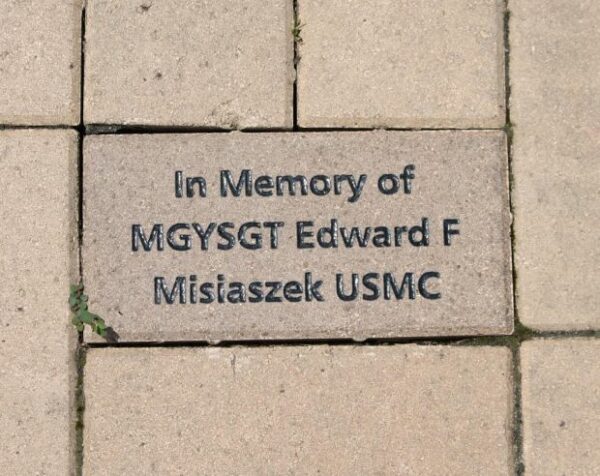 In Memory of
MGYSGT Edward F
Misiaszek USMC